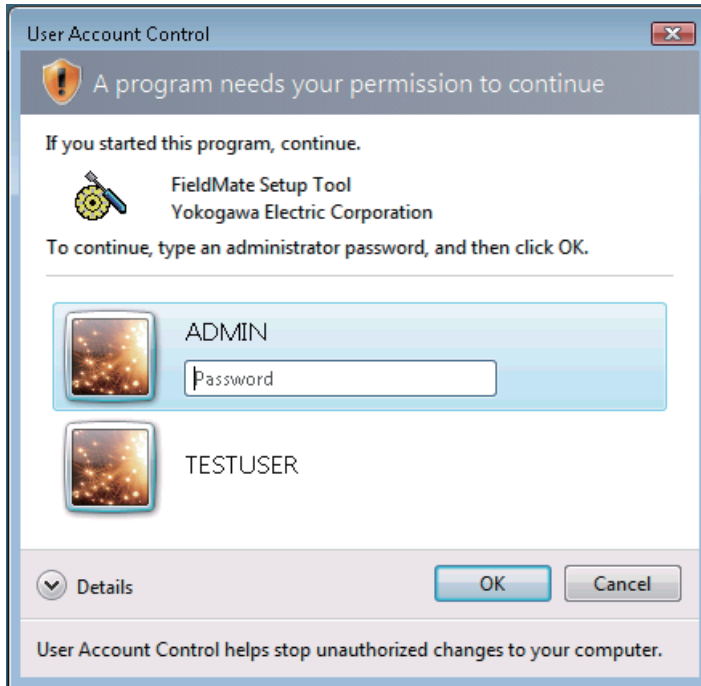 User Account Control
A program needs your permission to continue
If you started this program, continue.
FieldMate Setup Tool
Yokogawa Electric Corporation
To continue, type an administrator password, and then click OK.
ADMIN
Password
TESTUSER
Details
OK
Cancel
User Account Control helps stop unauthorized changes to your computer.